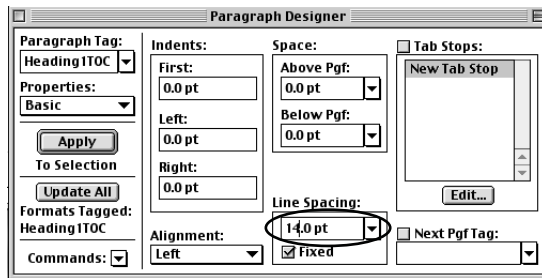 Paragraph Designer
Paragraph Tag:
Heading1TOC
Properties:
Basic
Apply
To Selection
Update All
Formats Tagged:
Heading1TOC
Commands:
Indents:
First:
0.0 pt
Left:
0.0 pt
Right:
0.0 pt
Alignment:
Left
Space:
Above Pgf:
0.0 pt
Below Pgf:
0.0 pt
Line Spacing:
14.0 pt
Fixed
Tab Stops:
New Tab Stop
Edit...
Next Pgf Tag: